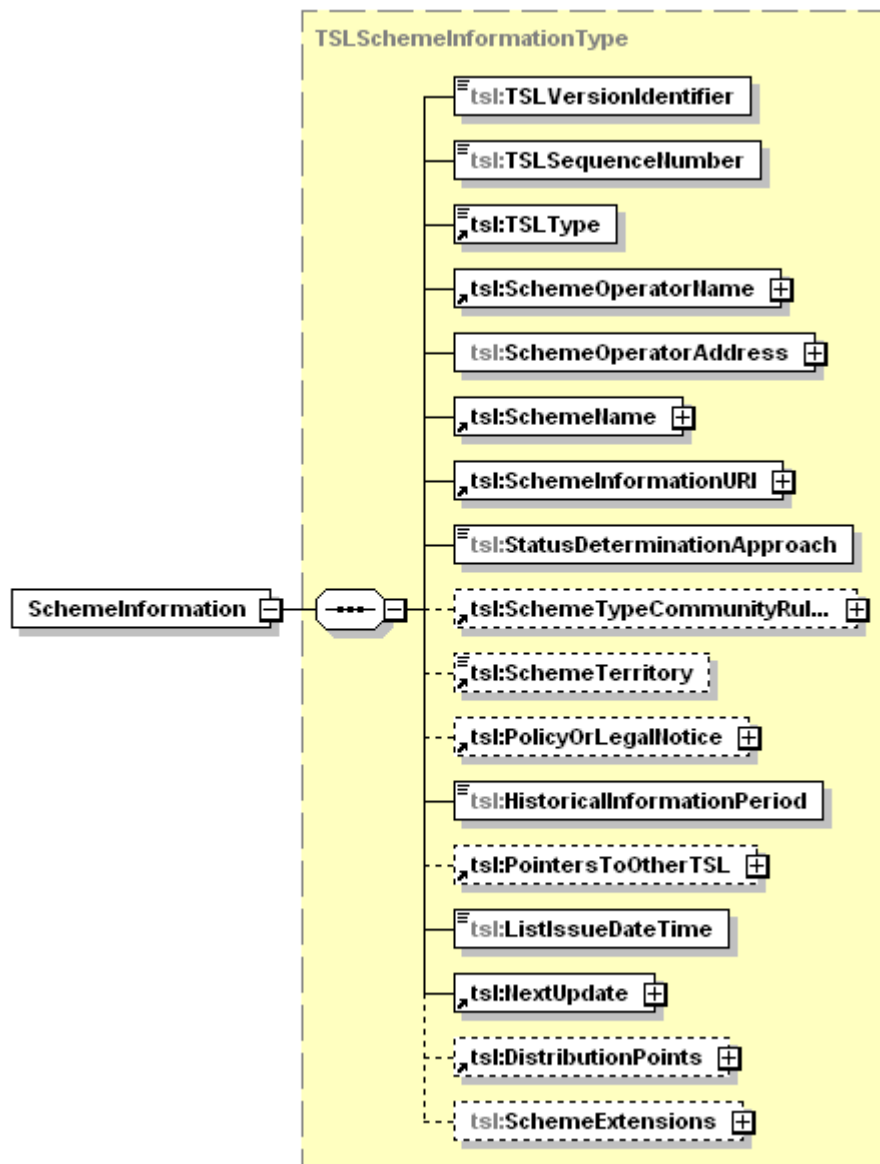 TSLSchemeInformationType
tsl:TSLVersionIdentifier
tsl:TSLSequenceNumber
tsl:TSLType
tsl:SchemeOperatorName
tsl:SchemeOperatorAddress
tsl:SchemeName
tsl:SchemeInformationURI
tsl:StatusDeterminationApproach
SchemeInformation
tsl:SchemeTypeCommunityRul...
tsl:SchemeTerritory
tsl:PolicyOrLegalNotice
tsl:HistoricalInformationPeriod
tsl:PointersToOtherTSL
tsl:ListIssueDateTime
tsl:NextUpdate
tsl:DistributionPoints
tsl:SchemeExtensions